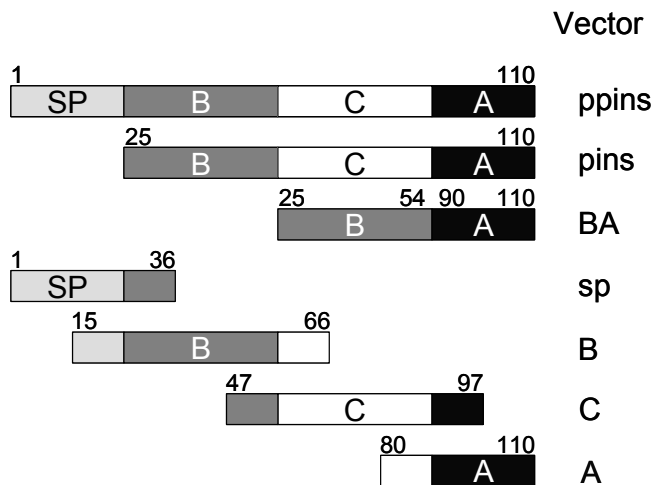 Vector
1 110
SP B C A ppins
25 110
B C A pins
25 54 90 110
B A BA
1 36
SP sp
15 66
B B
47 97
C C
80 110
A A